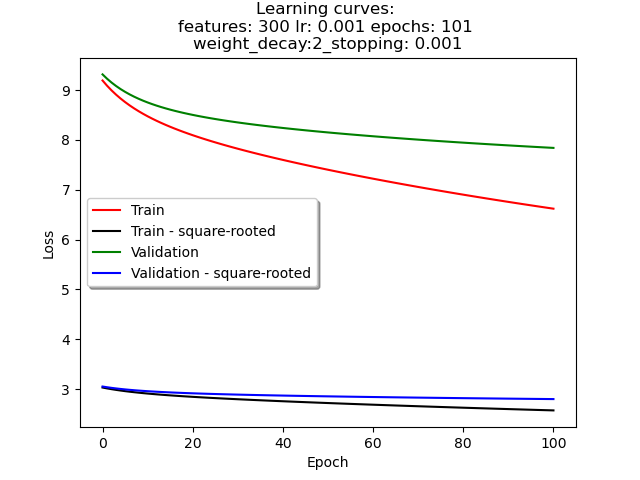 Learning curves:
features: 300 lr: 0.001 epochs: 101
weight_decay:2_stopping: 0.001
9
8
7
6
5
4
3
Loss
Train
Train - square-rooted
Validation
Validation - square-rooted
0
20
40
60
80
100
Epoch